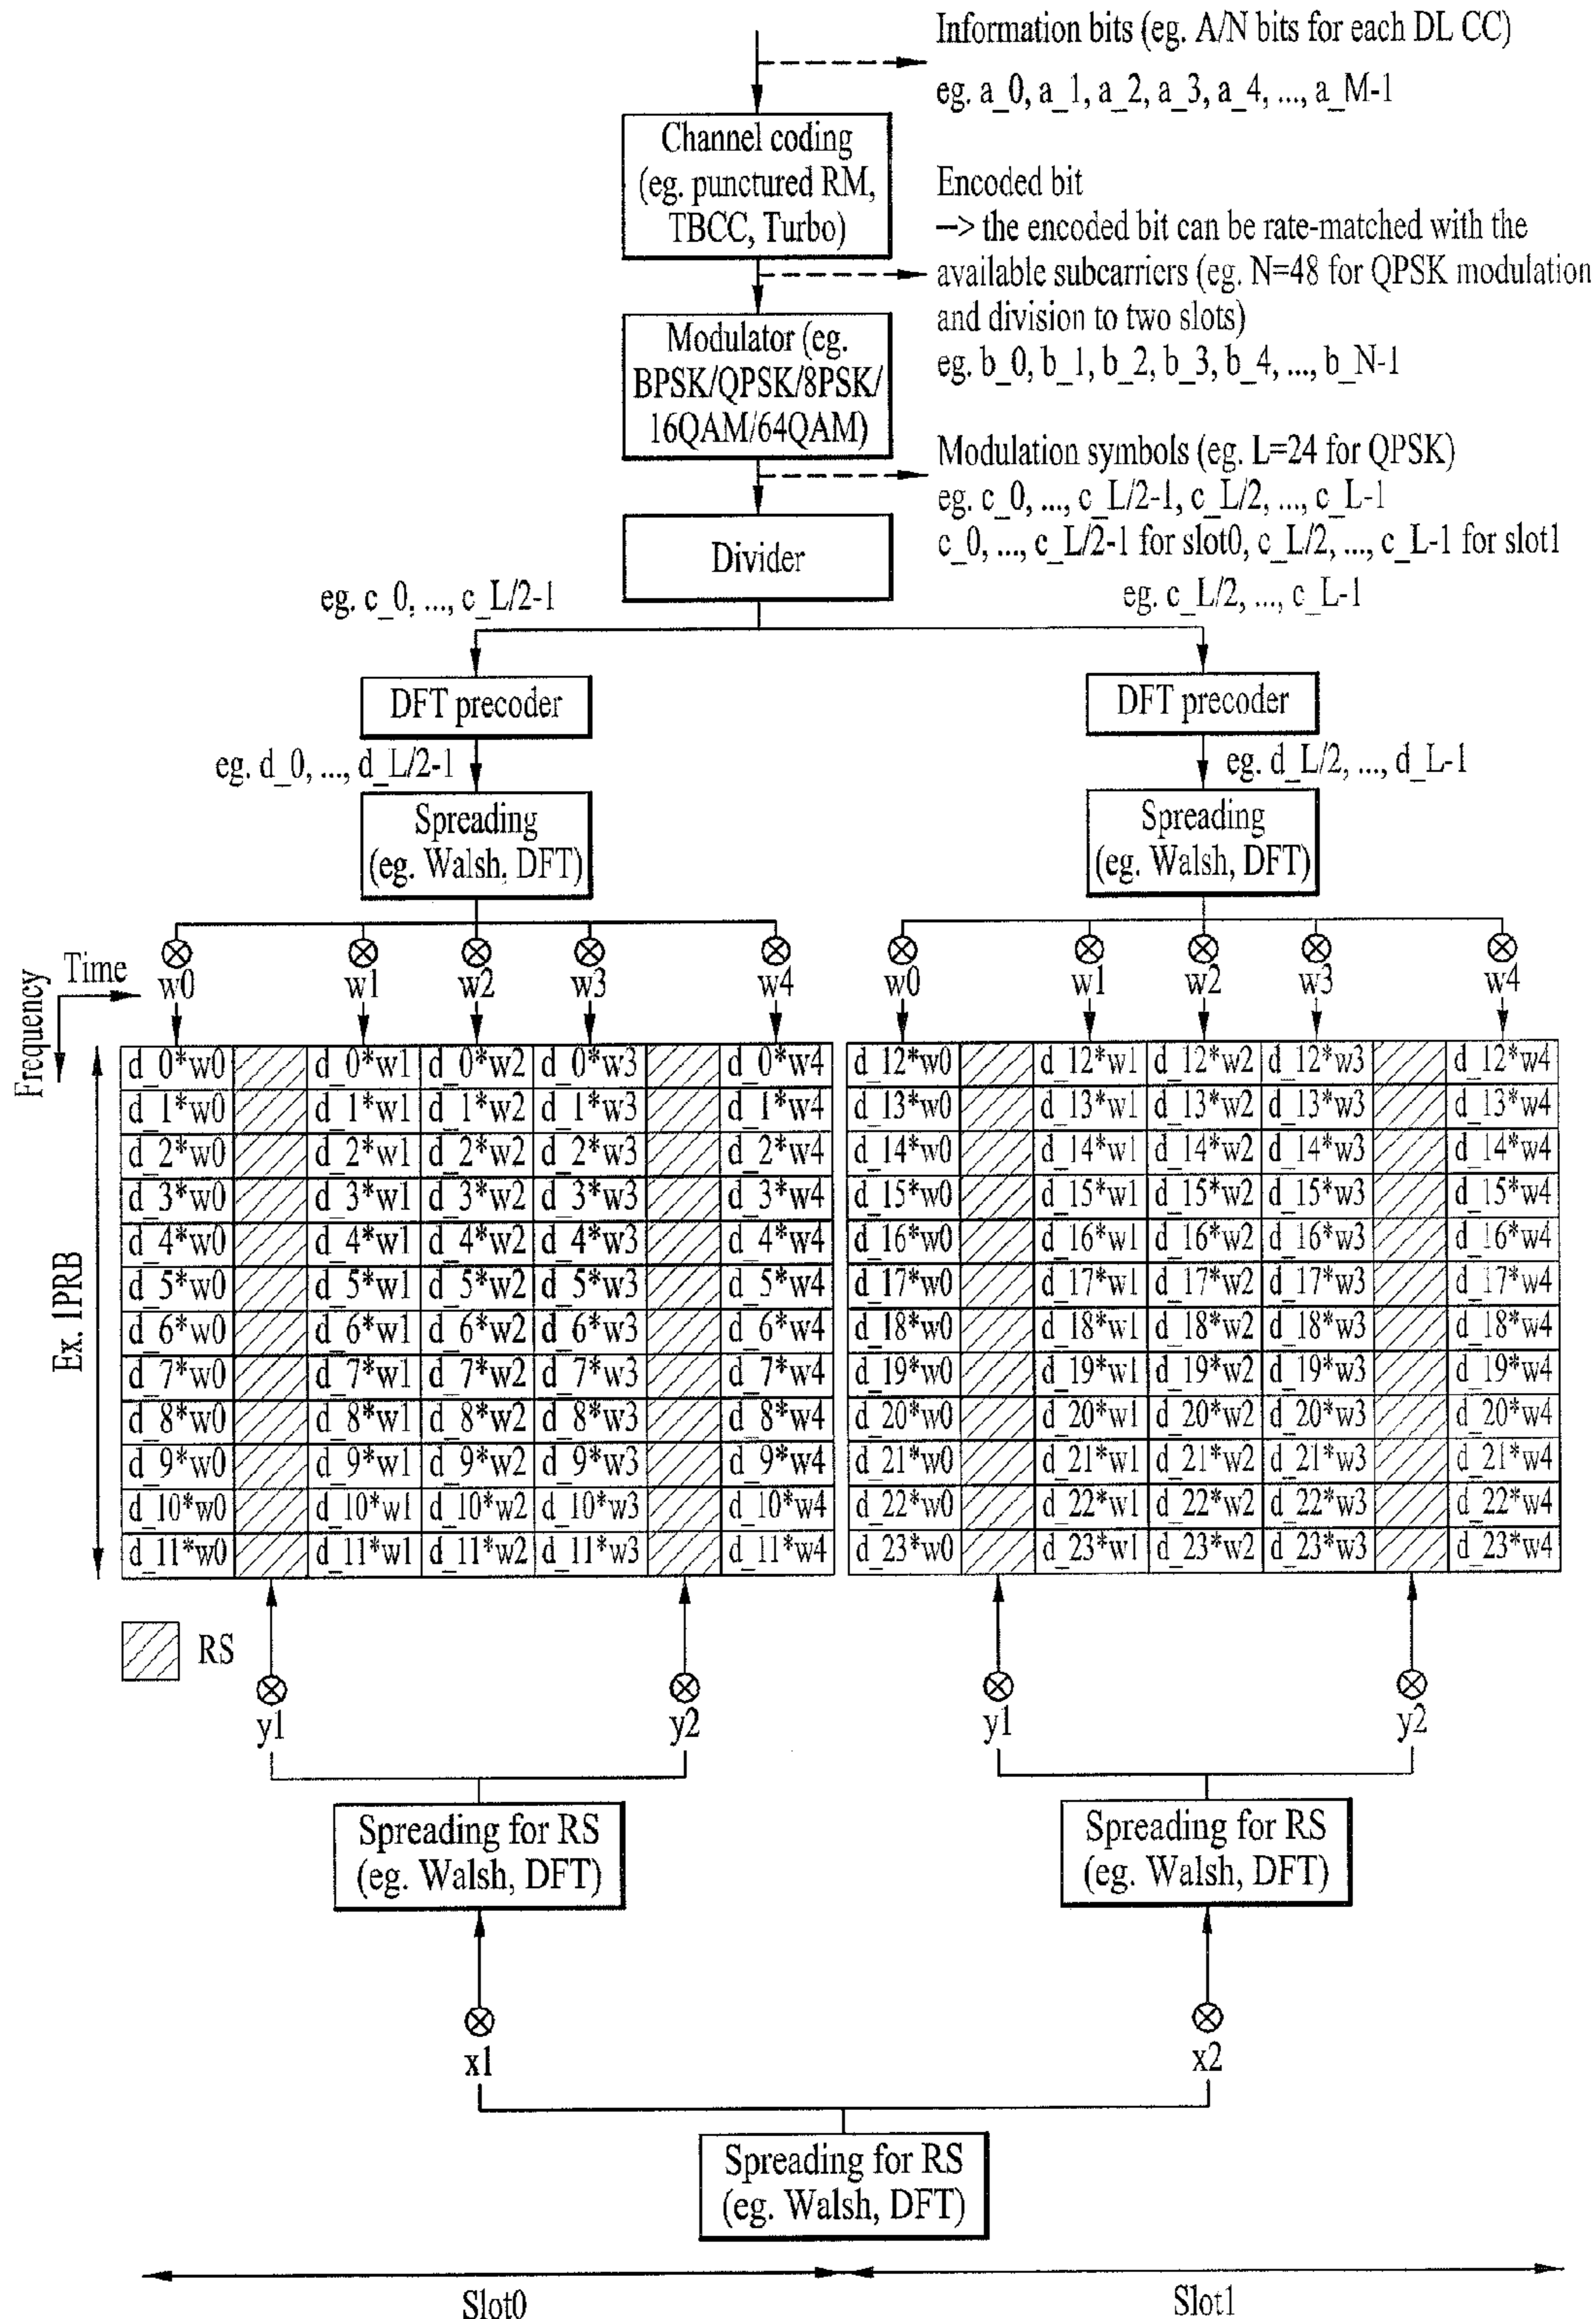 Information bits (eg. A/N bits for each DL CC)
eg. a_0, a_1, a_2, a_3, a_4, ..., a_M-1
Channel coding
(eg. punctured RM,
TBCC, Turbo)
Encoded bit
—> the encoded bit can be rate-matched with the
available subcarriers (eg. N=48 for QPSK modulation
and division to two slots)
eg. b_0, b_1, b_2, b_3, b_4, ..., b_N-1
Modulator (eg.
BPSK/QPSK/8PSK/
16QAM/64QAM)
Modulation symbols (eg. L=24 for QPSK)
eg. c_0, ..., c_L/2-1, c_L/2, ..., c_L-1
c_0, ..., c_L/2-1 for slot0, c_L/2, ..., c_L-1 for slot1
Divider
eg. c_0, ..., c_L/2-1
eg. c_L/2, ..., c_L-1
DFT precoder
DFT precoder
eg. d_0, ..., d_L/2-1
eg. d_L/2, ..., d_L-1
Spreading
(eg. Walsh, DFT)
Spreading
(eg. Walsh, DFT)
Frequency
Time
w0 w1 w2 w3 w4 w0 w1 w2 w3 w4
Ex. 1PRB
d_0*w0 d_0*w1 d_0*w2 d_0*w3 d_0*w4 d_12*w0 d_12*w1 d_12*w2 d_12*w3 d_12*w4
d_1*w0 d_1*w1 d_1*w2 d_1*w3 d_1*w4 d_13*w0 d_13*w1 d_13*w2 d_13*w3 d_13*w4
d_2*w0 d_2*w1 d_2*w2 d_2*w3 d_2*w4 d_14*w0 d_14*w1 d_14*w2 d_14*w3 d_14*w4
d_3*w0 d_3*w1 d_3*w2 d_3*w3 d_3*w4 d_15*w0 d_15*w1 d_15*w2 d_15*w3 d_15*w4
d_4*w0 d_4*w1 d_4*w2 d_4*w3 d_4*w4 d_16*w0 d_16*w1 d_16*w2 d_16*w3 d_16*w4
d_5*w0 d_5*w1 d_5*w2 d_5*w3 d_5*w4 d_17*w0 d_17*w1 d_17*w2 d_17*w3 d_17*w4
d_6*w0 d_6*w1 d_6*w2 d_6*w3 d_6*w4 d_18*w0 d_18*w1 d_18*w2 d_18*w3 d_18*w4
d_7*w0 d_7*w1 d_7*w2 d_7*w3 d_7*w4 d_19*w0 d_19*w1 d_19*w2 d_19*w3 d_19*w4
d_8*w0 d_8*w1 d_8*w2 d_8*w3 d_8*w4 d_20*w0 d_20*w1 d_20*w2 d_20*w3 d_20*w4
d_9*w0 d_9*w1 d_9*w2 d_9*w3 d_9*w4 d_21*w0 d_21*w1 d_21*w2 d_21*w3 d_21*w4
d_10*w0 d_10*w1 d_10*w2 d_10*w3 d_10*w4 d_22*w0 d_22*w1 d_22*w2 d_22*w3 d_22*w4
d_11*w0 d_11*w1 d_11*w2 d_11*w3 d_11*w4 d_23*w0 d_23*w1 d_23*w2 d_23*w3 d_23*w4
RS
y1 y2 y1 y2
Spreading for RS
(eg. Walsh, DFT)
Spreading for RS
(eg. Walsh, DFT)
x1 x2
Spreading for RS
(eg. Walsh, DFT)
Slot0 Slot1